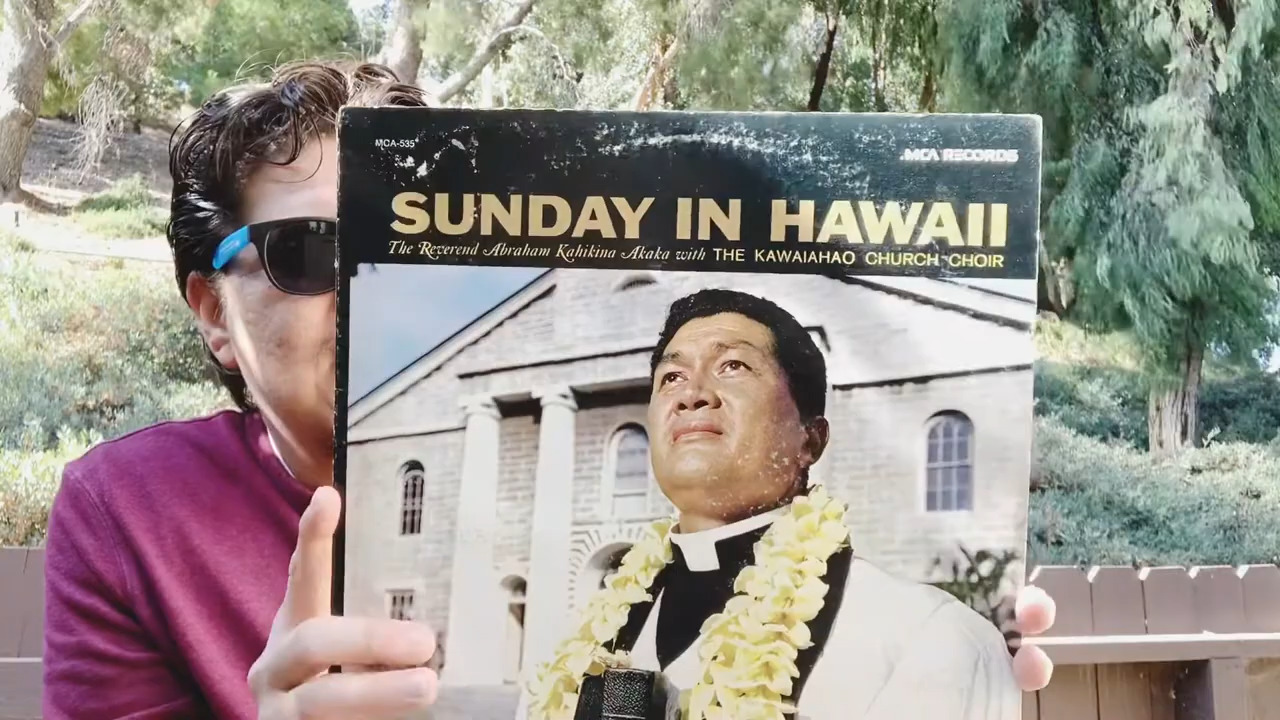 MCA-535
MCA RECORDS
SUNDAY IN HAWAII
The Reverend Abraham Kahikina Akaka with THE KAWAIAHAO CHURCH CHOIR